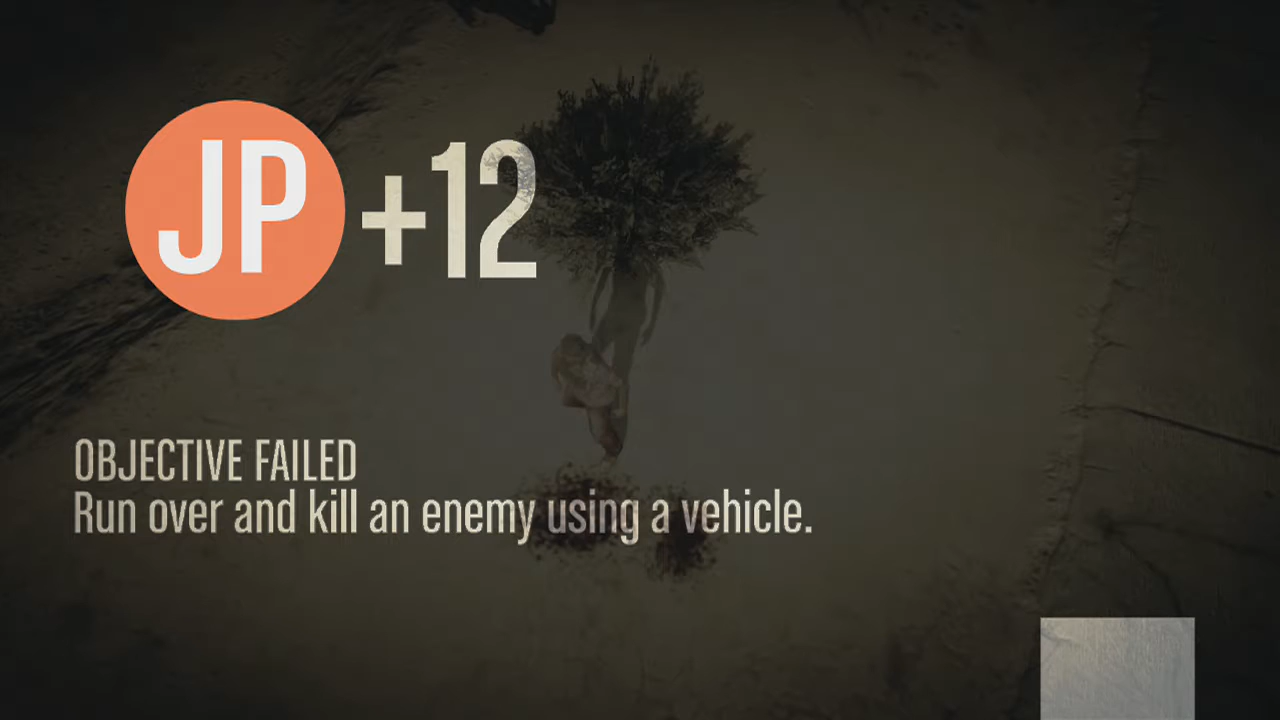 JP +12
OBJECTIVE FAILED
Run over and kill an enemy using a vehicle.